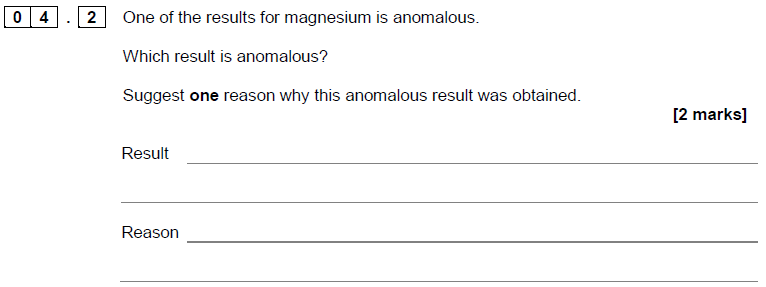 0 4 . 2 One of the results for magnesium is anomalous.
Which result is anomalous?
Suggest one reason why this anomalous result was obtained.
[2 marks]
Result
Reason